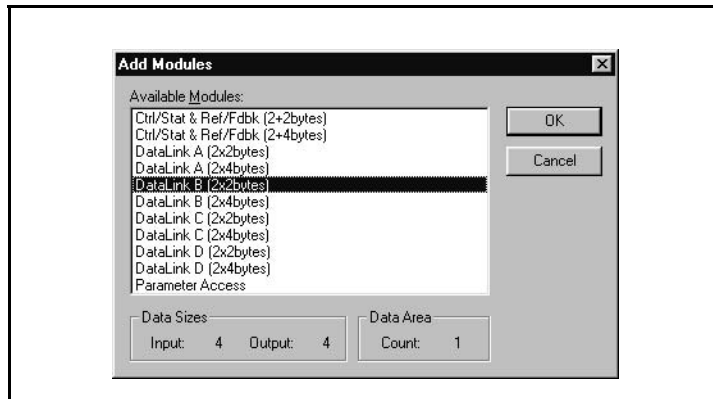 Add Modules
Available Modules:
Ctrl/Stat & Ref/Fdbk (2+2bytes)
Ctrl/Stat & Ref/Fdbk (2+4bytes)
DataLink A (2x2bytes)
DataLink A (2x4bytes)
DataLink B (2x2bytes)
DataLink B (2x4bytes)
DataLink C (2x2bytes)
DataLink C (2x4bytes)
DataLink D (2x2bytes)
DataLink D (2x4bytes)
Parameter Access
OK
Cancel
Data Sizes
Input: 4 Output: 4
Data Area
Count: 1